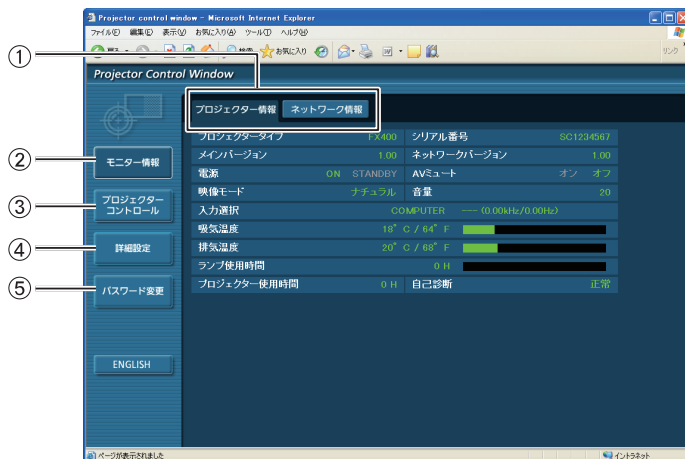 Projector control window - Microsoft Internet Explorer
ファイル(F) 編集(E) 表示(V) お気に入り(A) ツール(T) ヘルプ(H)
戻る 検索 お気に入り リンク
Projector Control Window
①
プロジェクター情報 ネットワーク情報
プロジェクタータイプ FX400 シリアル番号 SC1234567
メインバージョン 1.00 ネットワークバージョン 1.00
電源 ON STANDBY AVミュート オン オフ
映像モード ナチュラル 音量 20
入力選択 COMPUTER --- (0.00kHz/0.00Hz)
吸気温度 18° C / 64° F
排気温度 20° C / 68° F
ランプ使用時間 0 H
プロジェクター使用時間 0 H 自己診断 正常
② モニター情報
③ プロジェクター
コントロール
④ 詳細設定
⑤ パスワード変更
ENGLISH
ページが表示されました イントラネット